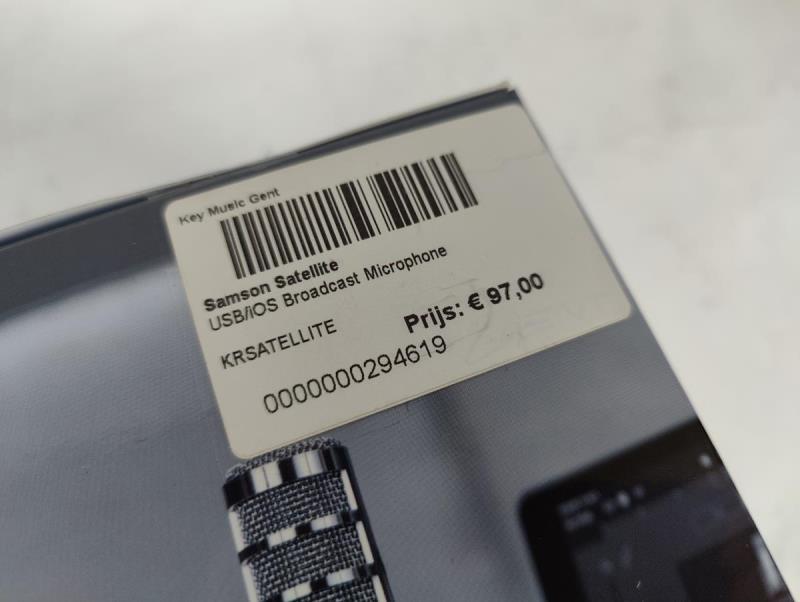 Key Music Gent
Samson Satellite
USB/iOS Broadcast Microphone
KRSATELLITE
Prijs: € 97,00
0000000294619